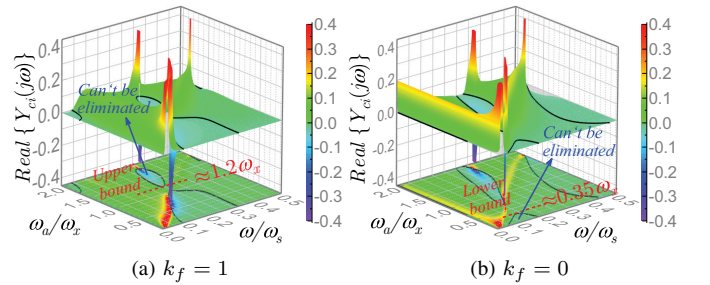 0.4
0.2
0.0
-0.2
-0.4
Real{Y_ci(jω)}
Can't be
eliminated
Upper
bound
≈1.2ω_x
2.0
1.5
1.0
0.5
0.0
ω_a/ω_x
0.0
0.1
0.2
0.3
0.4
0.5
ω/ω_s
0.4
0.3
0.2
0.1
0.0
-0.1
-0.2
-0.3
-0.4
(a) k_f = 1
0.4
0.2
0.0
-0.2
-0.4
Real{Y_ci(jω)}
Can't be
eliminated
Lower
bound
≈0.35ω_x
2.0
1.5
1.0
0.5
0.0
ω_a/ω_x
0.0
0.1
0.2
0.3
0.4
0.5
ω/ω_s
0.4
0.3
0.2
0.1
0.0
-0.1
-0.2
-0.3
-0.4
(b) k_f = 0